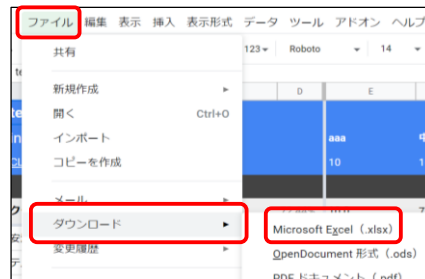 ファイル 編集 表示 挿入 表示形式 データ ツール アドオン ヘルプ
共有
123 Roboto 14
新規作成
D E
開く Ctrl+O
インポート
aaa
コピーを作成
10
メール
ダウンロード
Microsoft Excel (.xlsx)
変更履歴
OpenDocument 形式 (.ods)
PDF ドキュメント (.pdf)